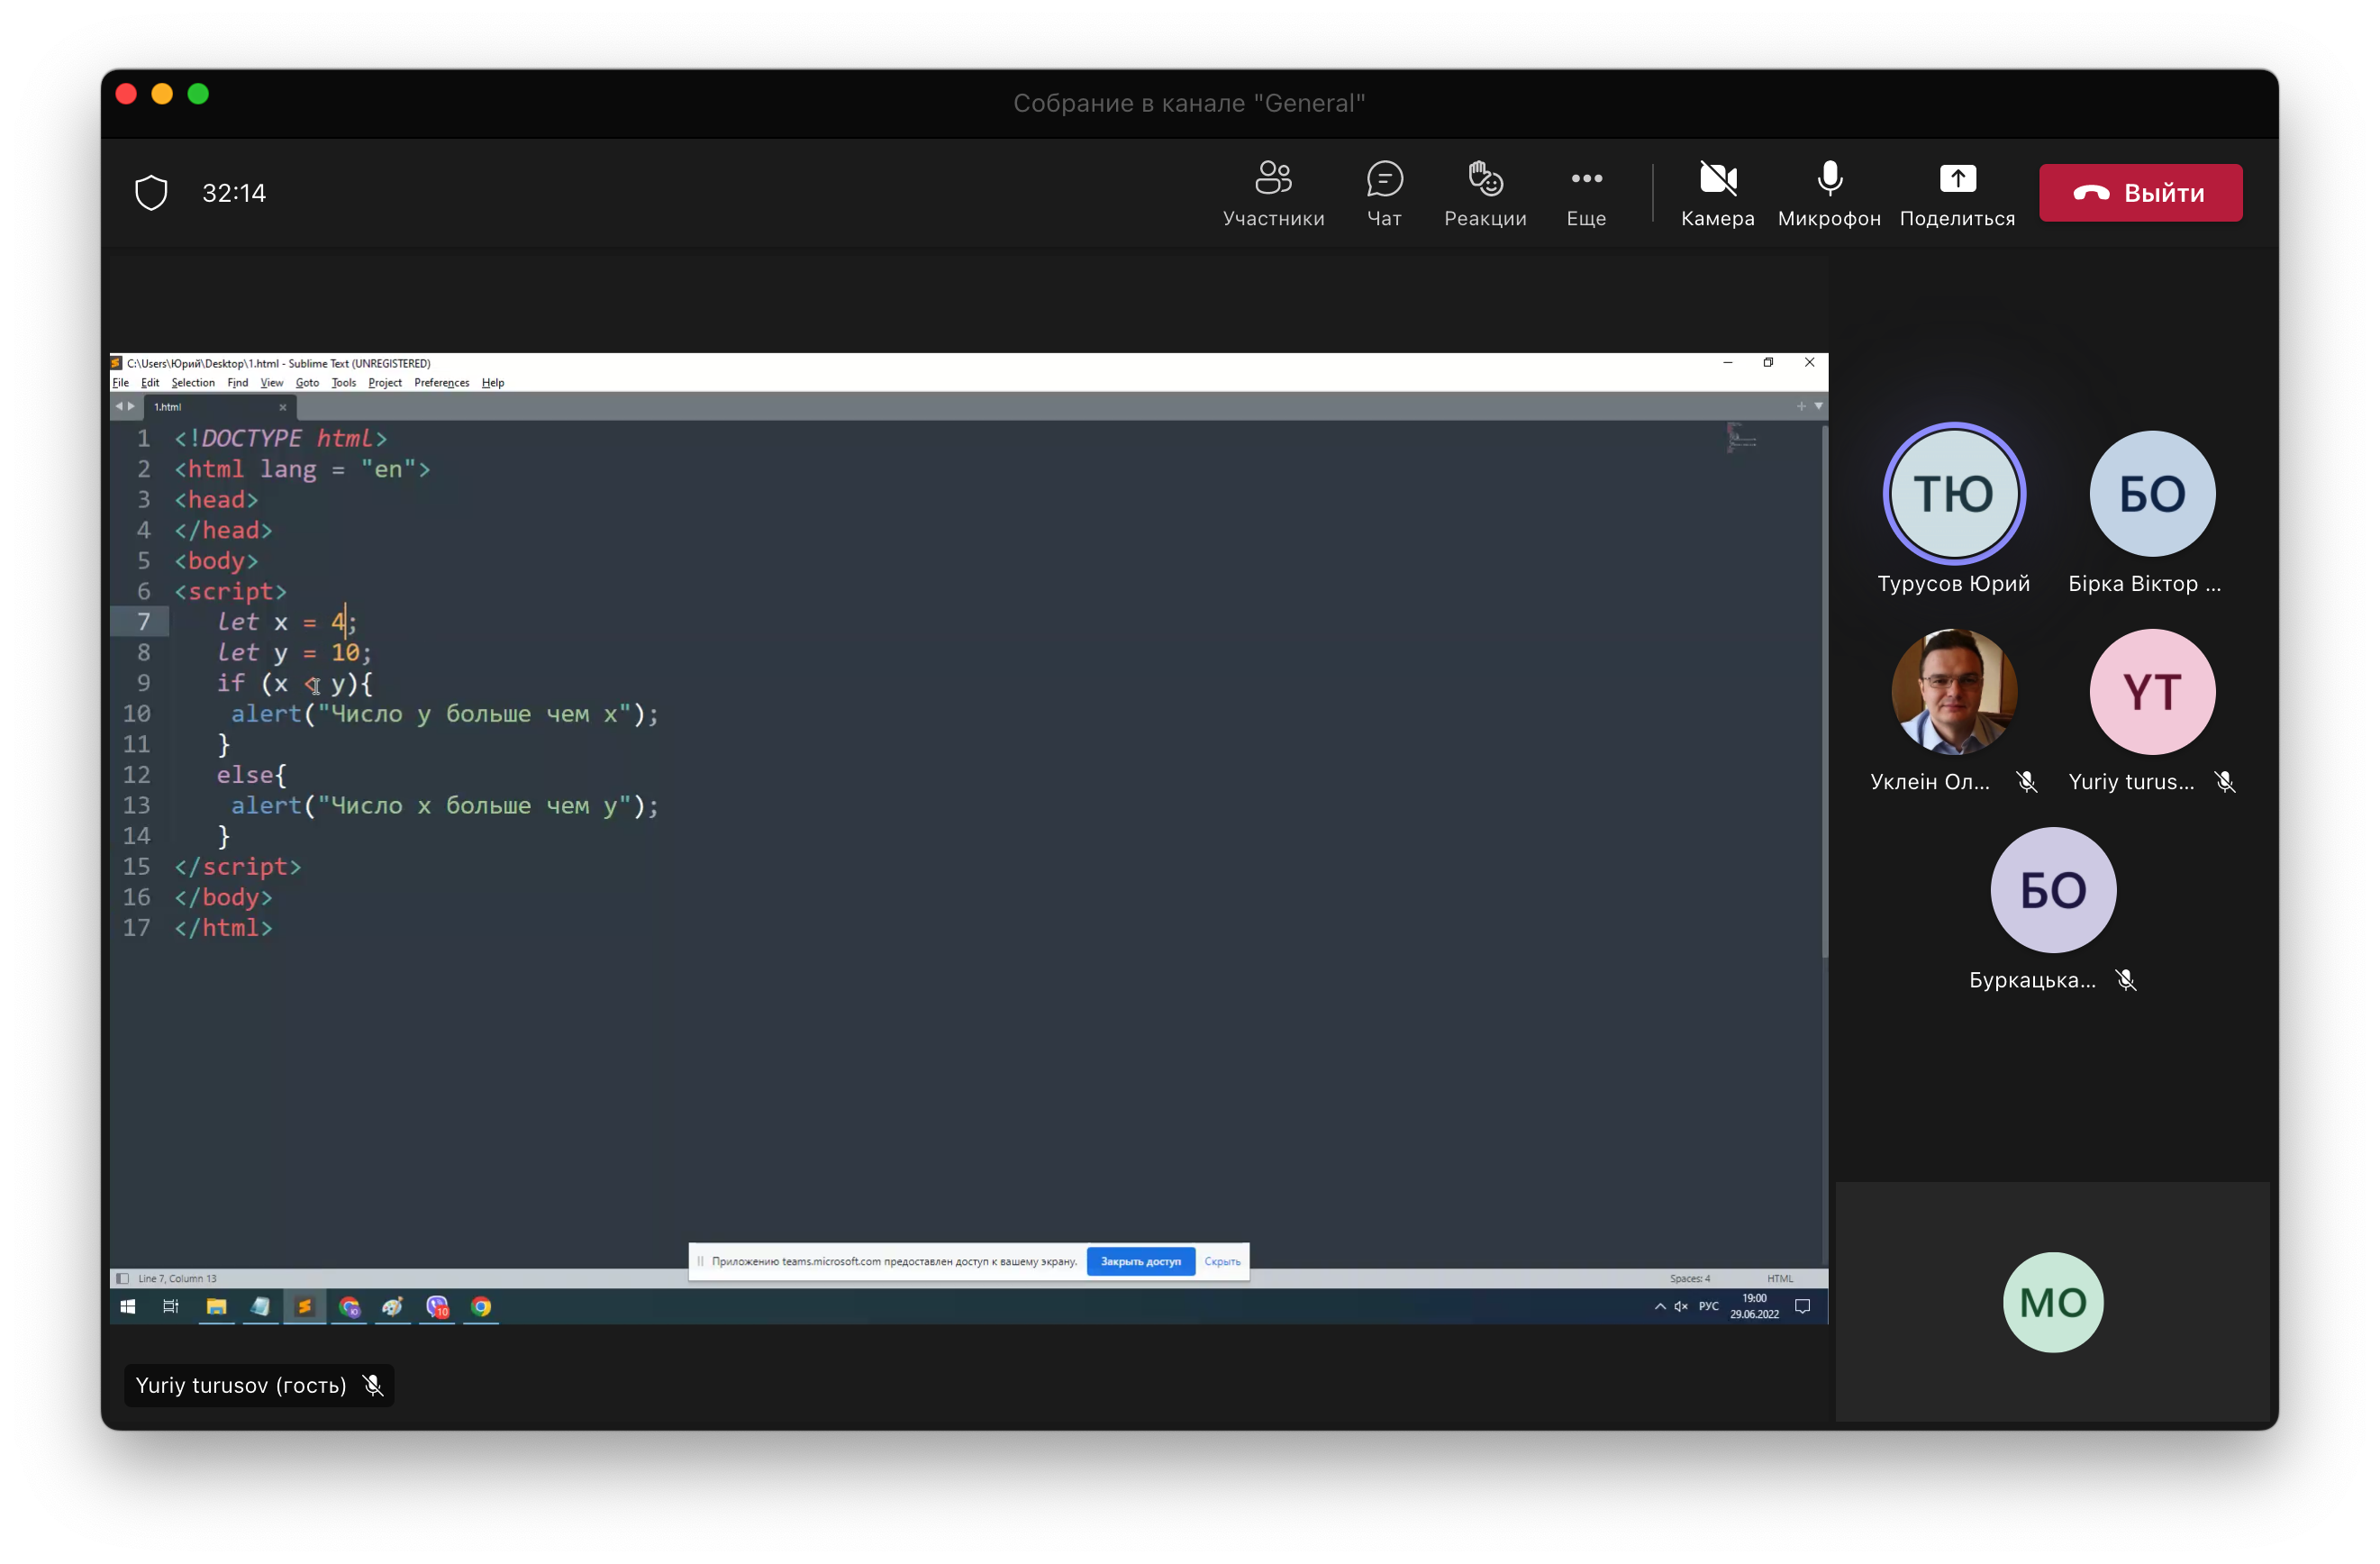 Собрание в канале "General"
32:14
Участники
Чат
Реакции
Еще
Камера
Микрофон
Поделиться
Выйти
C:\Users\Юрий\Desktop\1.html - Sublime Text (UNREGISTERED)
File Edit Selection Find View Goto Tools Project Preferences Help
1.html
1 <!DOCTYPE html>
2 <html lang = "en">
3 <head>
4 </head>
5 <body>
6 <script>
7 let x = 4;
8 let y = 10;
9 if (x < y){
10 alert("Число y больше чем x");
11 }
12 else{
13 alert("Число x больше чем y");
14 }
15 </script>
16 </body>
17 </html>
Приложению teams.microsoft.com предоставлен доступ к вашему экрану. Закрыть доступ Скрыть
Line 7, Column 13
Spaces: 4
HTML
10
РУС
19:00
29.06.2022
Yuriy turusov (гость)
ТЮ
Турусов Юрий
БО
Бірка Віктор ...
Уклеін Ол...
YT
Yuriy turus...
БО
Буркацька...
МО